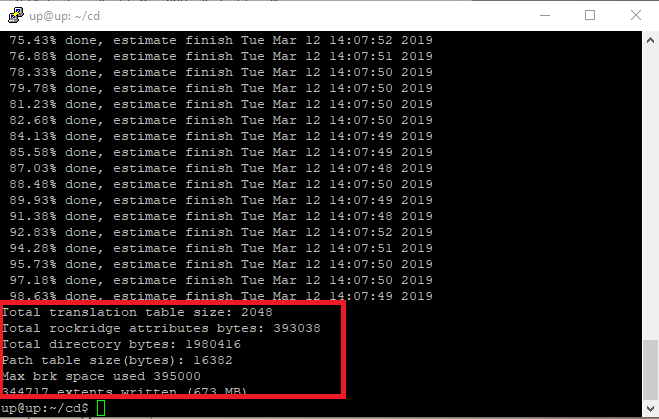 up@up: ~/cd
75.43% done, estimate finish Tue Mar 12 14:07:52 2019
76.88% done, estimate finish Tue Mar 12 14:07:51 2019
78.33% done, estimate finish Tue Mar 12 14:07:50 2019
79.78% done, estimate finish Tue Mar 12 14:07:50 2019
81.23% done, estimate finish Tue Mar 12 14:07:50 2019
82.68% done, estimate finish Tue Mar 12 14:07:50 2019
84.13% done, estimate finish Tue Mar 12 14:07:49 2019
85.58% done, estimate finish Tue Mar 12 14:07:49 2019
87.03% done, estimate finish Tue Mar 12 14:07:48 2019
88.48% done, estimate finish Tue Mar 12 14:07:50 2019
89.93% done, estimate finish Tue Mar 12 14:07:49 2019
91.38% done, estimate finish Tue Mar 12 14:07:48 2019
92.83% done, estimate finish Tue Mar 12 14:07:52 2019
94.28% done, estimate finish Tue Mar 12 14:07:51 2019
95.73% done, estimate finish Tue Mar 12 14:07:50 2019
97.18% done, estimate finish Tue Mar 12 14:07:50 2019
98.63% done, estimate finish Tue Mar 12 14:07:49 2019
Total translation table size: 2048
Total rockridge attributes bytes: 393038
Total directory bytes: 1980416
Path table size(bytes): 16382
Max brk space used 395000
344717 extents written (673 MB)
up@up:~/cd$